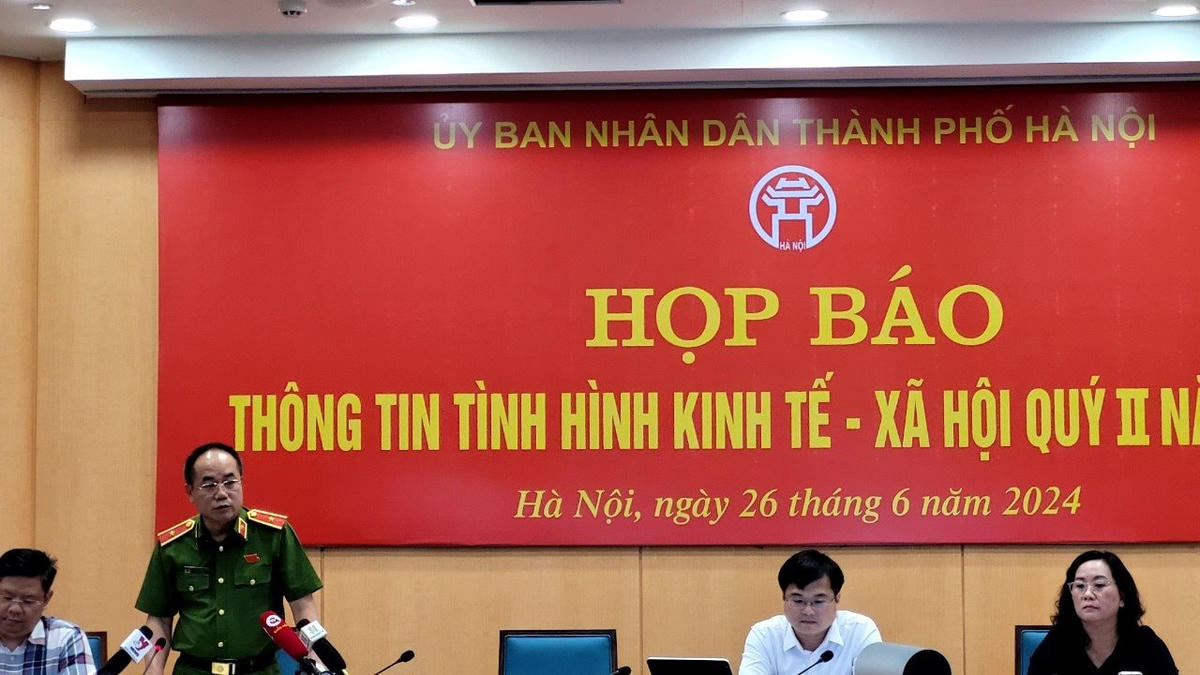 ỦY BAN NHÂN DÂN THÀNH PHỐ HÀ NỘI
HÀ NỘI
HỌP BÁO
THÔNG TIN TÌNH HÌNH KINH TẾ - XÃ HỘI QUÝ II
Hà Nội, ngày 26 tháng 6 năm 2024